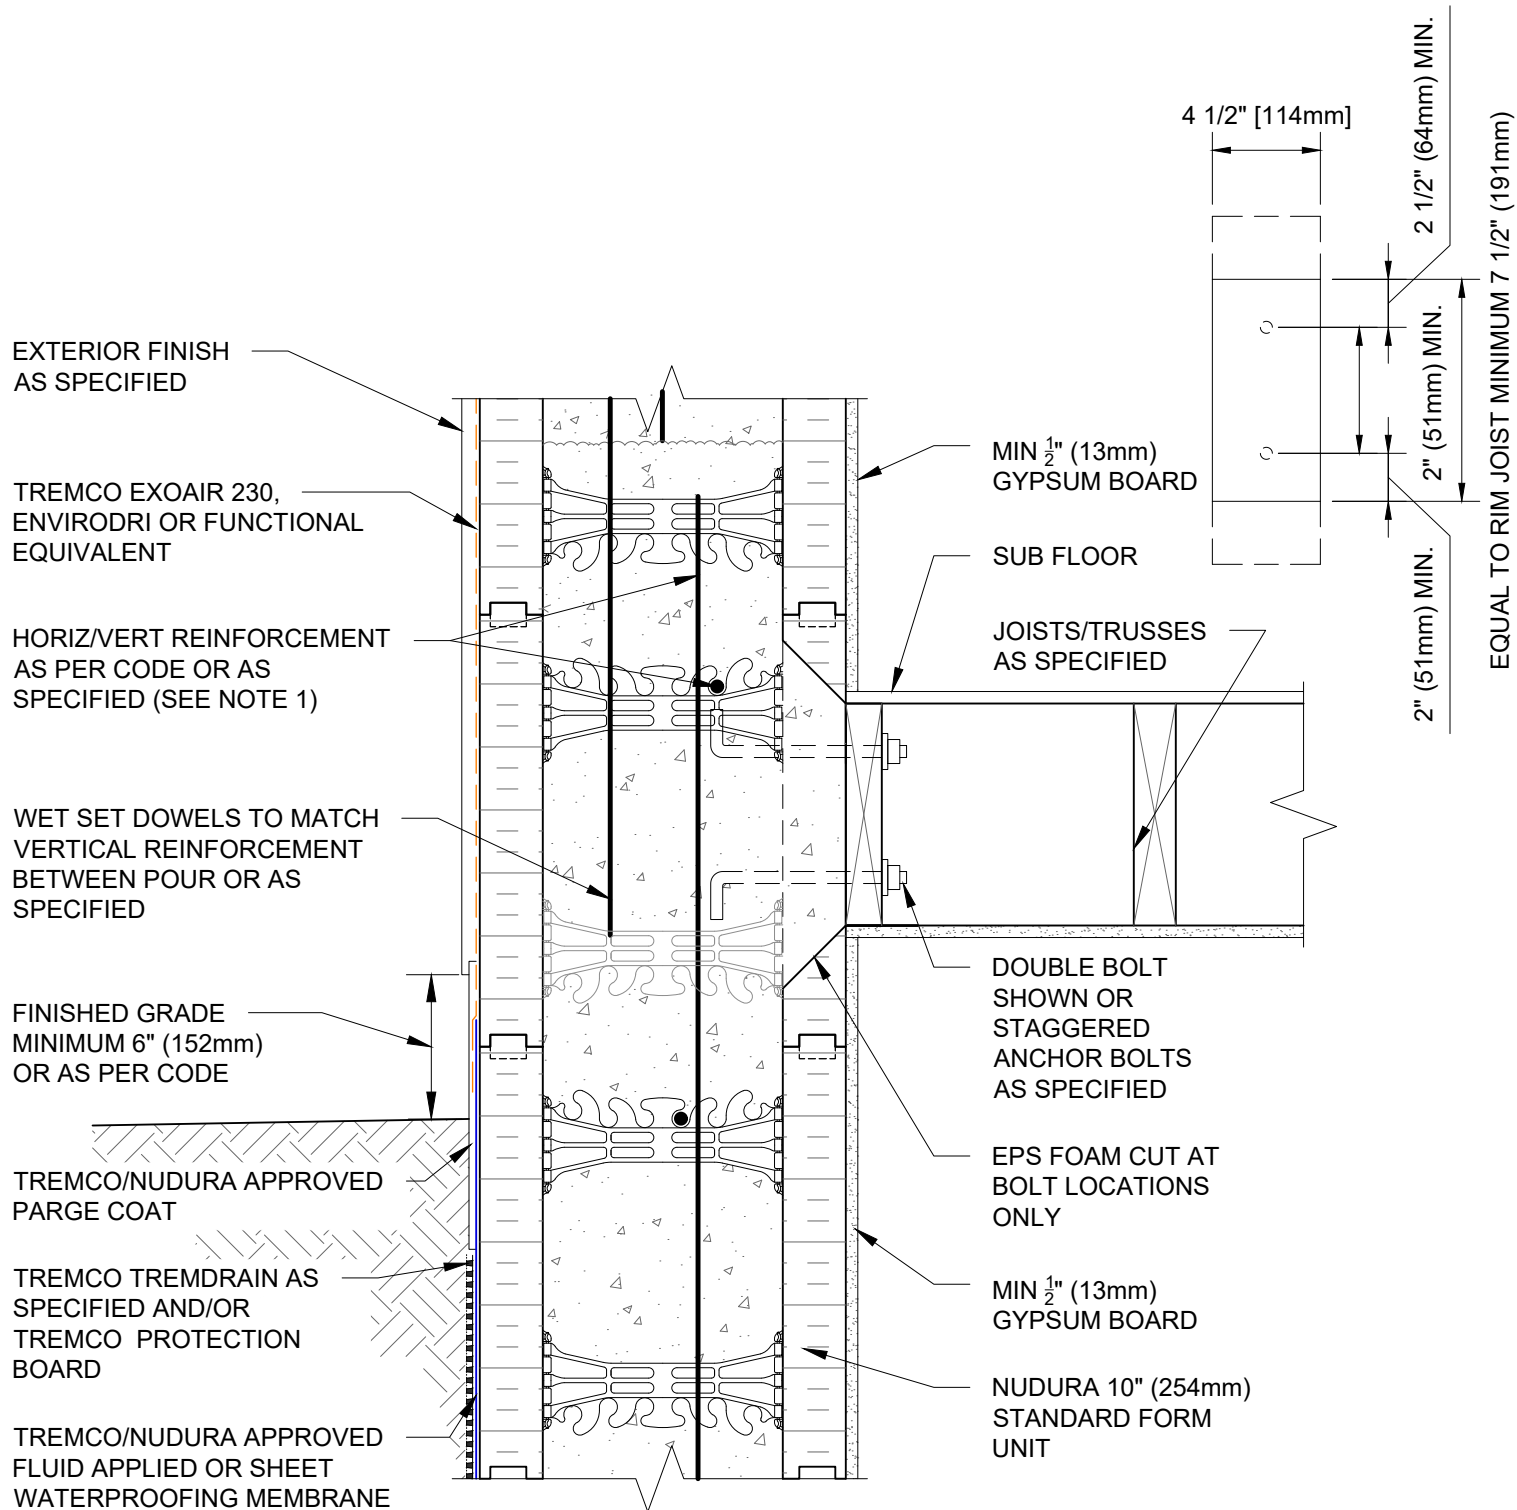 EXTERIOR FINISH
AS SPECIFIED
TREMCO EXOAIR 230,
ENVIRODRI OR FUNCTIONAL
EQUIVALENT
HORIZ/VERT REINFORCEMENT
AS PER CODE OR AS
SPECIFIED (SEE NOTE 1)
WET SET DOWELS TO MATCH
VERTICAL REINFORCEMENT
BETWEEN POUR OR AS
SPECIFIED
FINISHED GRADE
MINIMUM 6" (152mm)
OR AS PER CODE
TREMCO/NUDURA APPROVED
PARGE COAT
TREMCO TREMDRAIN AS
SPECIFIED AND/OR
TREMCO PROTECTION
BOARD
TREMCO/NUDURA APPROVED
FLUID APPLIED OR SHEET
WATERPROOFING MEMBRANE
4 1/2" [114mm]
2 1/2" (64mm) MIN.
2" (51mm) MIN.
2" (51mm) MIN.
EQUAL TO RIM JOIST MINIMUM 7 1/2" (191mm)
MIN ½" (13mm)
GYPSUM BOARD
SUB FLOOR
JOISTS/TRUSSES
AS SPECIFIED
DOUBLE BOLT
SHOWN OR
STAGGERED
ANCHOR BOLTS
AS SPECIFIED
EPS FOAM CUT AT
BOLT LOCATIONS
ONLY
MIN ½" (13mm)
GYPSUM BOARD
NUDURA 10" (254mm)
STANDARD FORM
UNIT